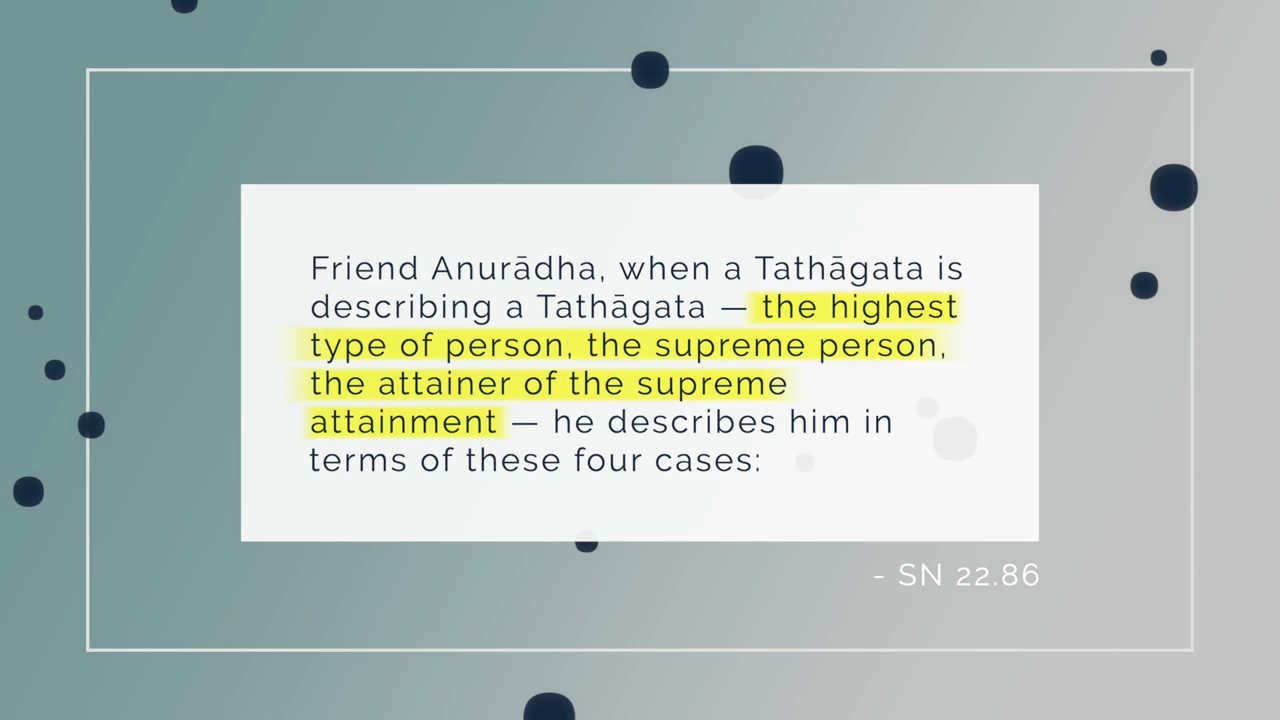 Friend Anurādha, when a Tathāgata is
describing a Tathāgata — the highest
type of person, the supreme person,
the attainer of the supreme
attainment — he describes him in
terms of these four cases:
- SN 22.86